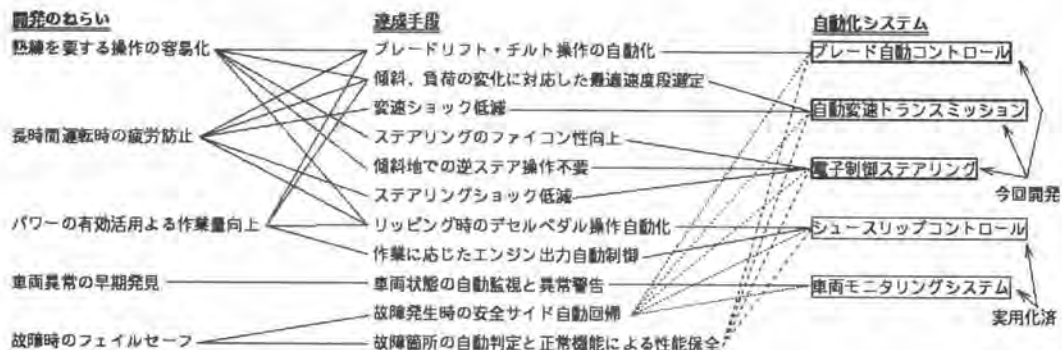 開発のねらい
熟練を要する操作の容易化
長時間運転時の疲労防止
パワーの有効活用よる作業量向上
車両異常の早期発見
故障時のフェイルセーフ
達成手段
ブレードリフト・チルト操作の自動化
傾斜、負荷の変化に対応した最適速度段選定
変速ショック低減
ステアリングのファイコン性向上
傾斜地での逆ステア操作不要
ステアリングショック低減
リッピング時のデセルペダル操作自動化
作業に応じたエンジン出力自動制御
車両状態の自動監視と異常警告
故障発生時の安全サイド自動回帰
故障箇所の自動判定と正常機能による性能保全
自動化システム
ブレード自動コントロール
自動変速トランスミッション
電子制御ステアリング
今回開発
シュースリップコントロール
車両モニタリングシステム
実用化済